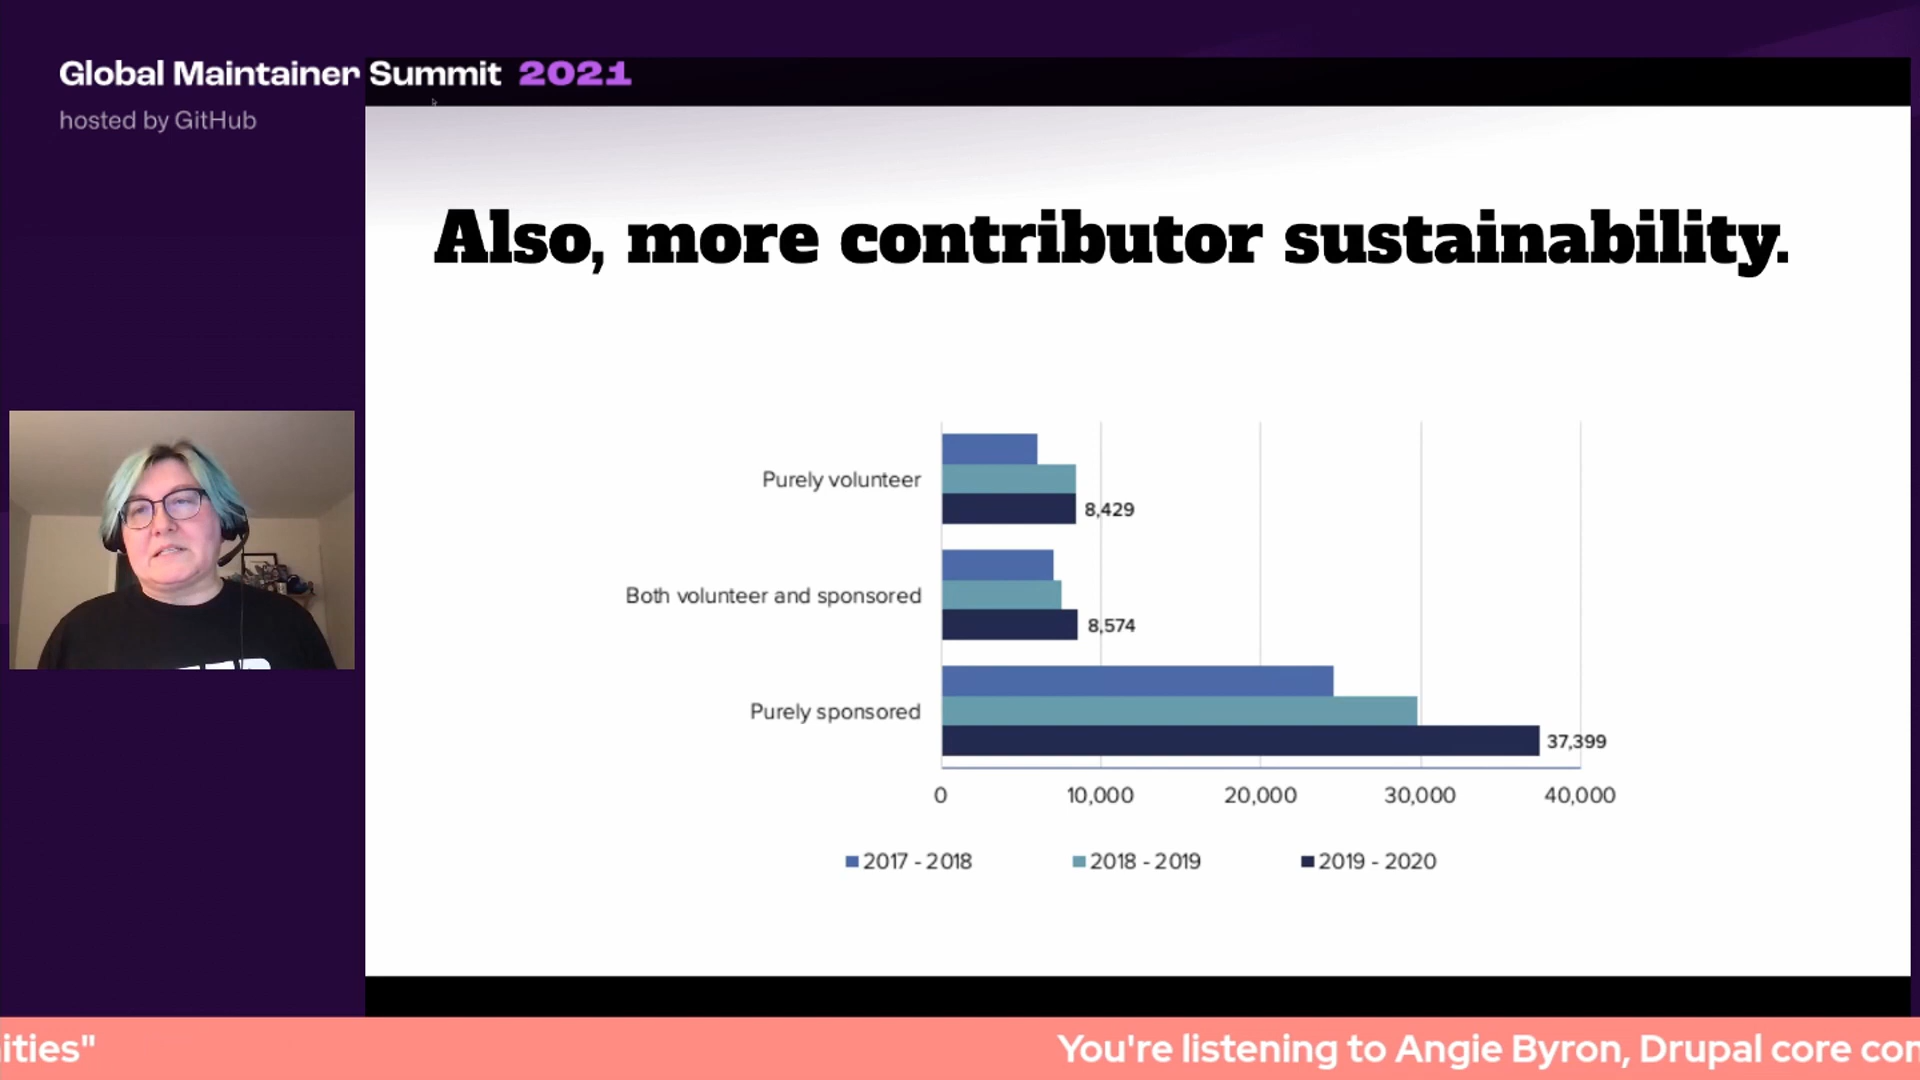 Global Maintainer Summit 2021
hosted by GitHub
Also, more contributor sustainability.
Purely volunteer
8,429
Both volunteer and sponsored
8,574
Purely sponsored
37,399
0 10,000 20,000 30,000 40,000
2017 - 2018 2018 - 2019 2019 - 2020
ities" You're listening to Angie Byron, Drupal core con